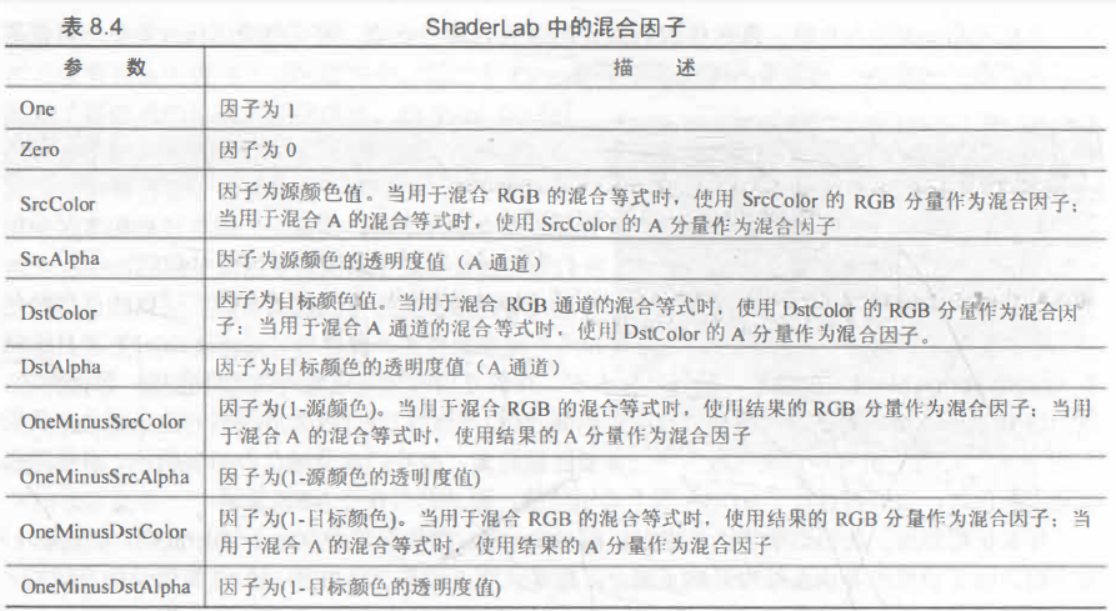 表 8.4 ShaderLab 中的混合因子
参 数 描 述
One 因子为 1
Zero 因子为 0
SrcColor 因子为源颜色值。当用于混合 RGB 的混合等式时，使用 SrcColor 的 RGB 分量作为混合因子；
当用于混合 A 的混合等式时，使用 SrcColor 的 A 分量作为混合因子
SrcAlpha 因子为源颜色的透明度值（A 通道）
DstColor 因子为目标颜色值。当用于混合 RGB 通道的混合等式时，使用 DstColor 的 RGB 分量作为混合因
子；当用于混合 A 通道的混合等式时，使用 DstColor 的 A 分量作为混合因子。
DstAlpha 因子为目标颜色的透明度值（A 通道）
OneMinusSrcColor 因子为(1-源颜色)。当用于混合 RGB 的混合等式时，使用结果的 RGB 分量作为混合因子；当用
于混合 A 的混合等式时，使用结果的 A 分量作为混合因子
OneMinusSrcAlpha 因子为(1-源颜色的透明度值)
OneMinusDstColor 因子为(1-目标颜色)。当用于混合 RGB 的混合等式时，使用结果的 RGB 分量作为混合因子；当
用于混合 A 的混合等式时，使用结果的 A 分量作为混合因子
OneMinusDstAlpha 因子为(1-目标颜色的透明度值)